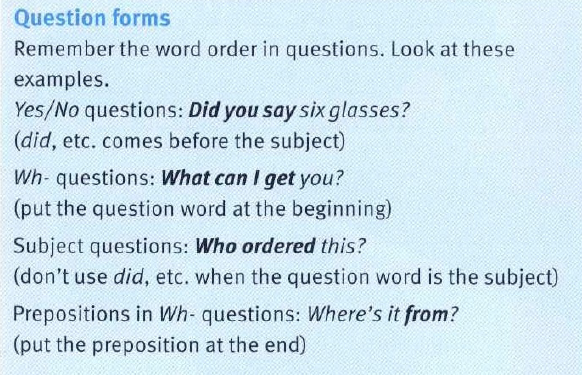 Question forms
Remember the word order in questions. Look at these
examples.
Yes/No questions: Did you say six glasses?
(did, etc. comes before the subject)
Wh- questions: What can I get you?
(put the question word at the beginning)
Subject questions: Who ordered this?
(don't use did, etc. when the question word is the subject)
Prepositions in Wh- questions: Where's it from?
(put the preposition at the end)